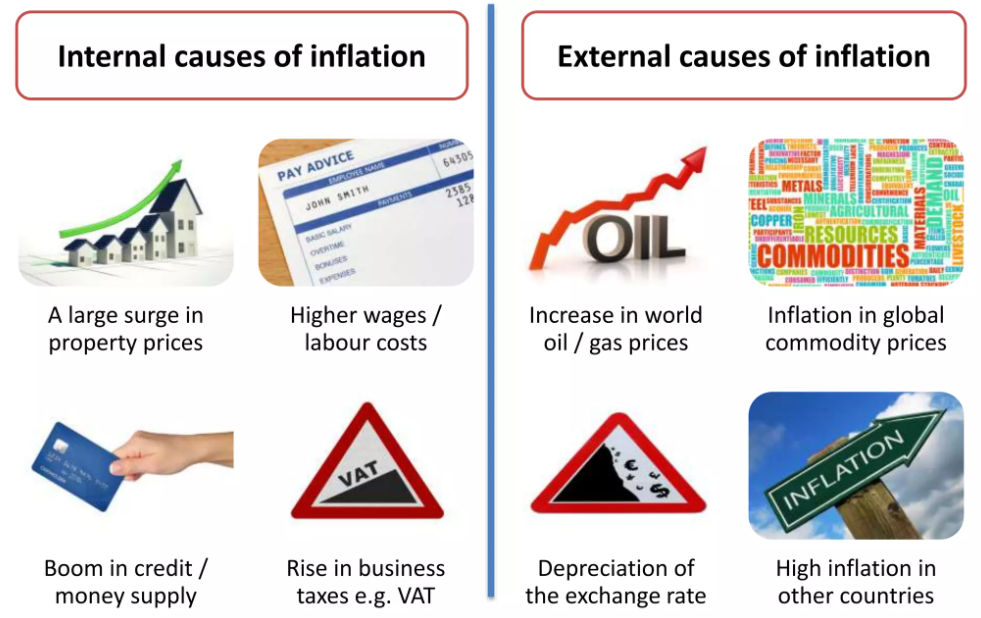 Internal causes of inflation
External causes of inflation
PAY ADVICE
EMPLOYEE NAME
JOHN SMITH
64305
PAYMENTS
2385
128
BASIC SALARY
OVERTIME
BONUSES
EXPENSES
OIL
METALS
MINERALS
AGRICULTURAL
COPPER
RESOURCES
COMMODITIES
MATERIALS
DEMAND
LIVESTOCK
OIL
A large surge in
property prices
Higher wages /
labour costs
Increase in world
oil / gas prices
Inflation in global
commodity prices
VAT
€
$
INFLATION
Boom in credit /
money supply
Rise in business
taxes e.g. VAT
Depreciation of
the exchange rate
High inflation in
other countries